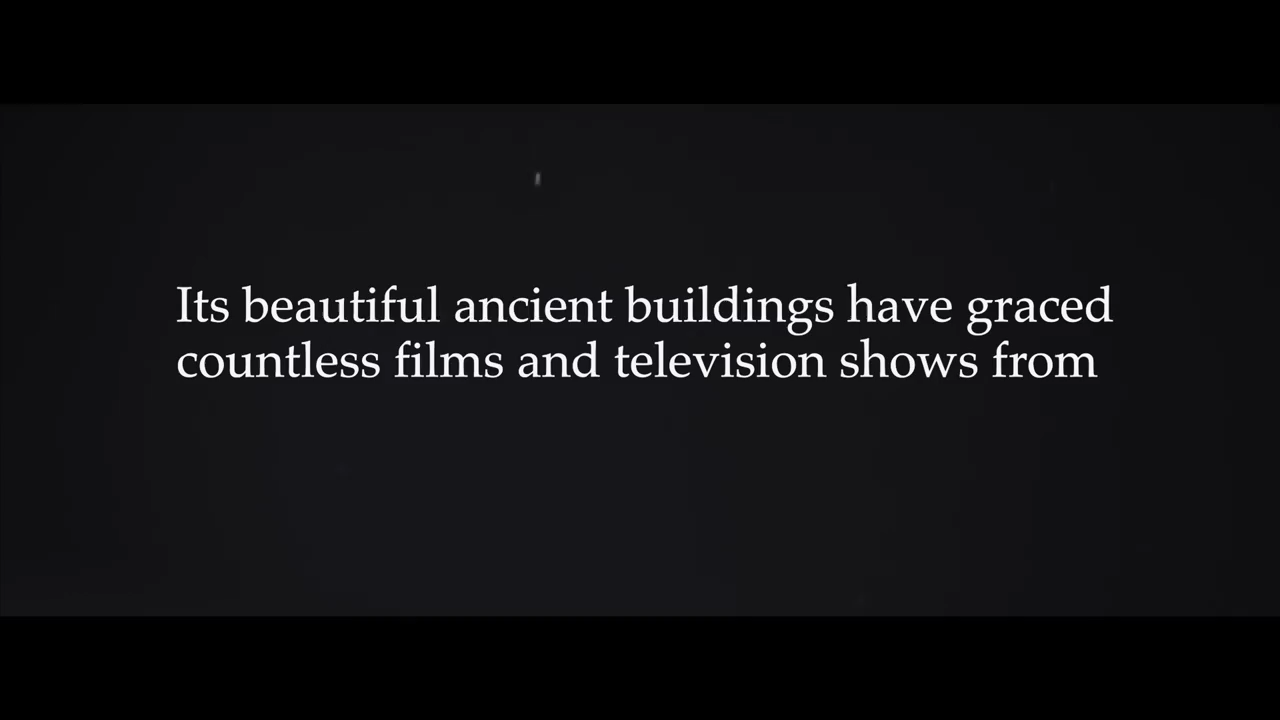 Its beautiful ancient buildings have graced
countless films and television shows from